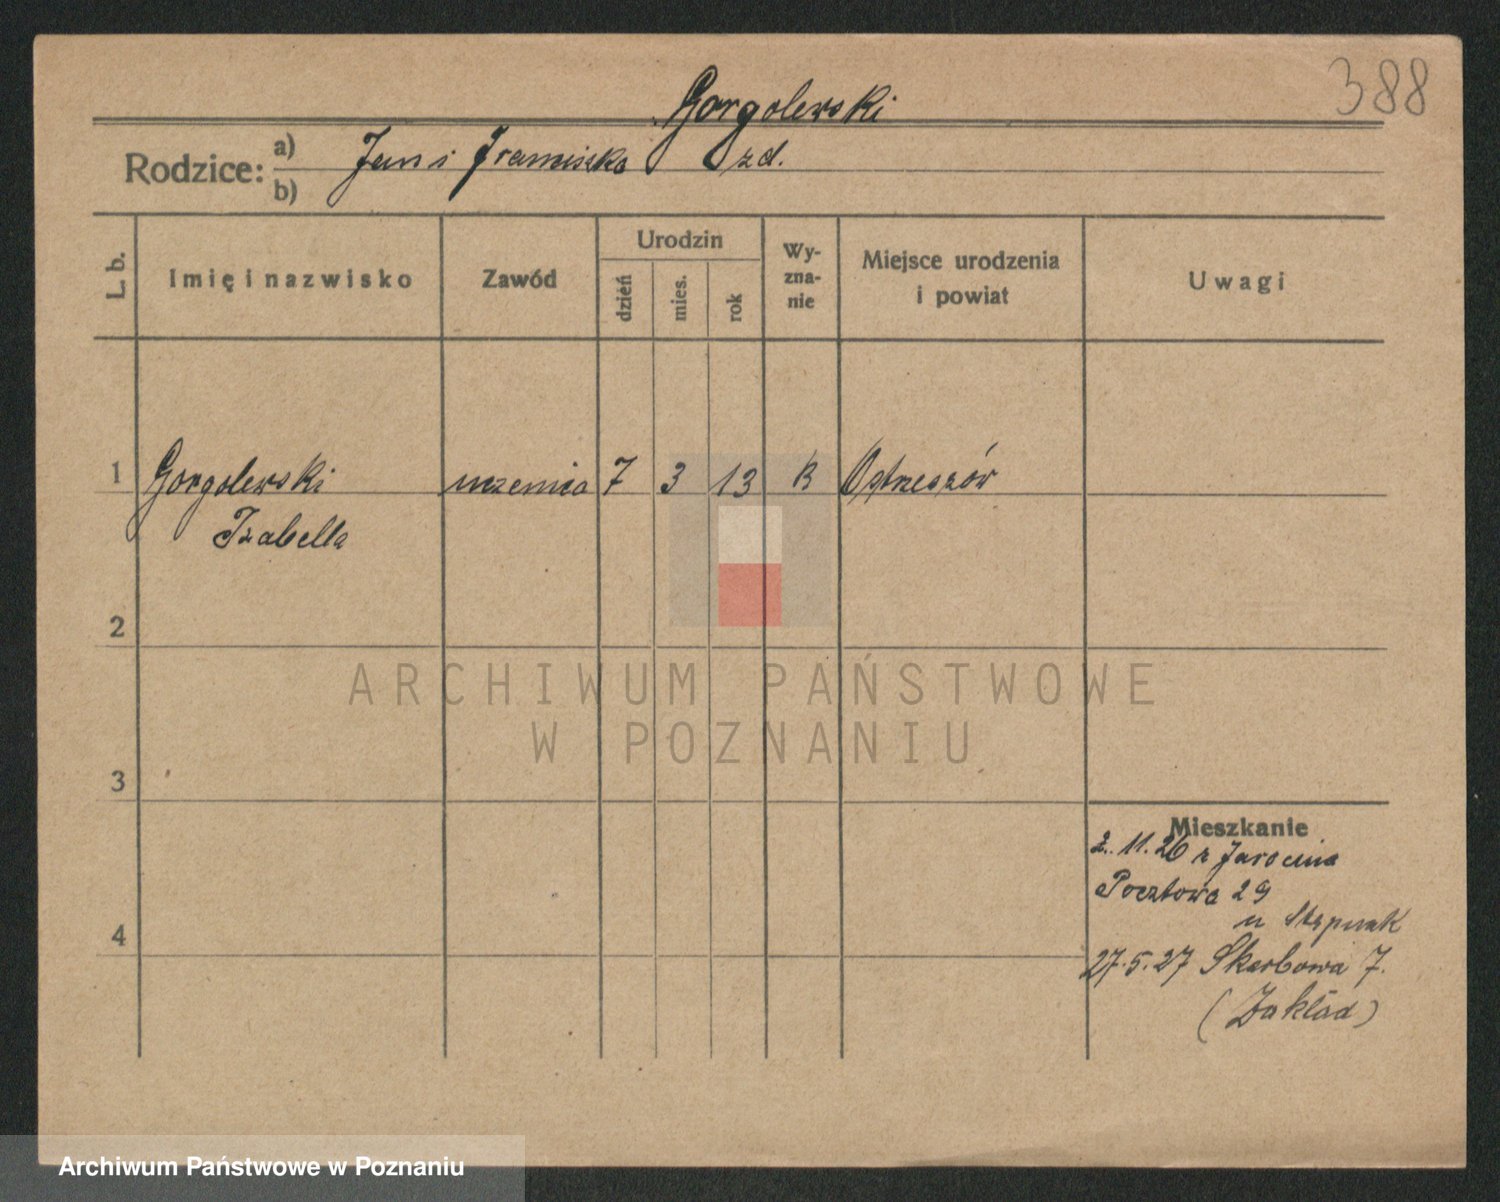 388
Gorgolewski
Rodzice: a) b) Jan i Franciszka zd.
L. b.
Imię i nazwisko
Zawód
Urodzin
dzień
mies.
rok
Wy-
zna-
nie
Miejsce urodzenia
i powiat
Uwagi
1 Gorgolewski uczenica 7 3 13 K Ostrzeszów
Izabella
2
3
4
Mieszkanie
2. 11. 26 z Jarocina
Pocztowa 29
u
27. 5. 27 Skarbowa 7.
(Zakład)
ARCHIWUM PAŃSTWOWE
W POZNANIU
Archiwum Państwowe w Poznaniu